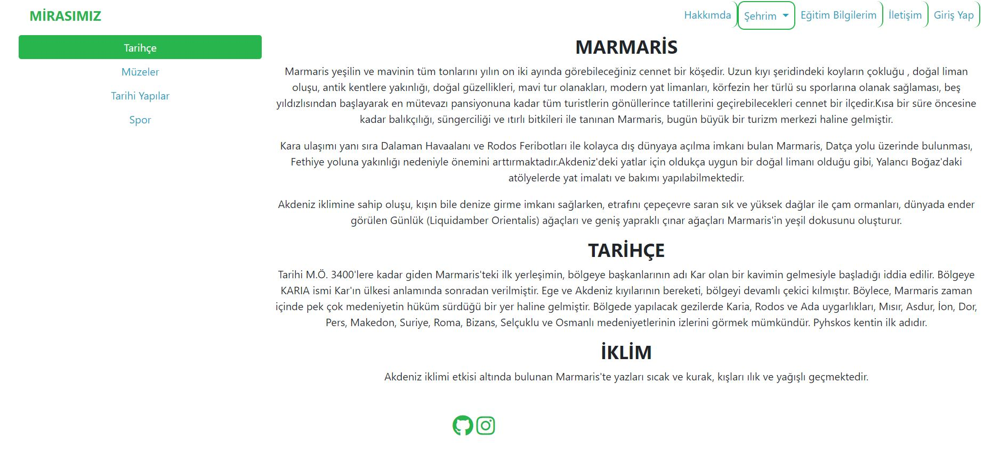 MİRASIMIZ
Hakkımda
Şehrim
Eğitim Bilgilerim
İletişim
Giriş Yap
Tarihçe
Müzeler
Tarihi Yapılar
Spor
MARMARİS
Marmaris yeşilin ve mavinin tüm tonlarını yılın on iki ayında görebileceğiniz cennet bir köşedir. Uzun kıyı şeridindeki koyların çokluğu , doğal liman
oluşu, antik kentlere yakınlığı, doğal güzellikleri, mavi tur olanakları, modern yat limanları, körfezin her türlü su sporlarına olanak sağlaması, beş
yıldızlısından başlayarak en mütevazı pansiyonuna kadar tüm turistlerin gönüllerince tatillerini geçirebilecekleri cennet bir ilçedir.Kısa bir süre öncesine
kadar balıkçılığı, süngerciliği ve ıtırlı bitkileri ile tanınan Marmaris, bugün büyük bir turizm merkezi haline gelmiştir.
Kara ulaşımı yanı sıra Dalaman Havaalanı ve Rodos Feribotları ile kolayca dış dünyaya açılma imkanı bulan Marmaris, Datça yolu üzerinde bulunması,
Fethiye yoluna yakınlığı nedeniyle önemini arttırmaktadır.Akdeniz'deki yatlar için oldukça uygun bir doğal limanı olduğu gibi, Yalancı Boğaz'daki
atölyelerde yat imalatı ve bakımı yapılabilmektedir.
Akdeniz iklimine sahip oluşu, kışın bile denize girme imkanı sağlarken, etrafını çepeçevre saran sık ve yüksek dağlar ile çam ormanları, dünyada ender
görülen Günlük (Liquidamber Orientalis) ağaçları ve geniş yapraklı çınar ağaçları Marmaris'in yeşil dokusunu oluşturur.
TARİHÇE
Tarihi M.Ö. 3400'lere kadar giden Marmaris'teki ilk yerleşimin, bölgeye başkanlarının adı Kar olan bir kavimin gelmesiyle başladığı iddia edilir. Bölgeye
KARIA ismi Kar'ın ülkesi anlamında sonradan verilmiştir. Ege ve Akdeniz kıyılarının bereketi, bölgeyi devamlı çekici kılmıştır. Böylece, Marmaris zaman
içinde pek çok medeniyetin hüküm sürdüğü bir yer haline gelmiştir. Bölgede yapılacak gezilerde Karia, Rodos ve Ada uygarlıkları, Mısır, Asdur, İon, Dor,
Pers, Makedon, Suriye, Roma, Bizans, Selçuklu ve Osmanlı medeniyetlerinin izlerini görmek mümkündür. Pyhskos kentin ilk adıdır.
İKLİM
Akdeniz iklimi etkisi altında bulunan Marmaris'te yazları sıcak ve kurak, kışları ılık ve yağışlı geçmektedir.